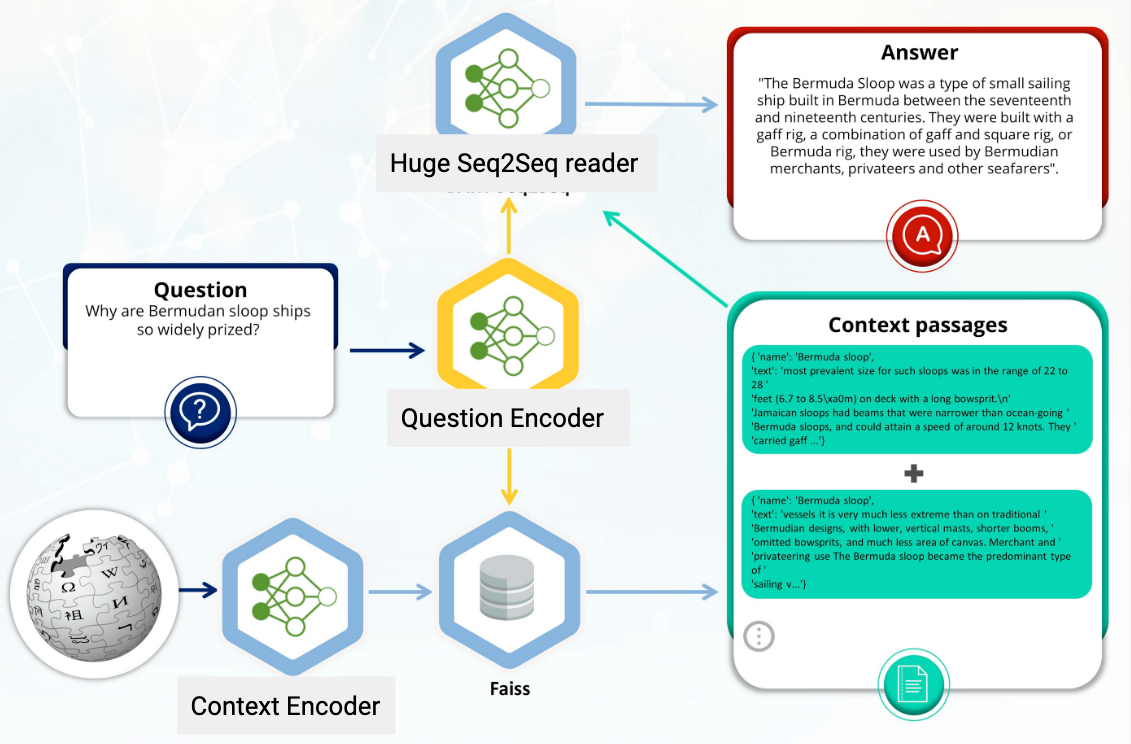 Huge Seq2Seq reader
Answer
"The Bermuda Sloop was a type of small sailing
ship built in Bermuda between the seventeenth
and nineteenth centuries. They were built with a
gaff rig, a combination of gaff and square rig, or
Bermuda rig, they were used by Bermudian
merchants, privateers and other seafarers".
A
Question
Why are Bermudan sloop ships
so widely prized?
?
Question Encoder
Context passages
{ 'name': 'Bermuda sloop',
'text': 'most prevalent size for such sloops was in the range of 22 to
28 '
'feet (6.7 to 8.5\xa0m) on deck with a long bowsprit.\n'
'Jamaican sloops had beams that were narrower than ocean-going '
'Bermuda sloops, and could attain a speed of around 12 knots. They '
'carried gaff ...'}
+
{ 'name': 'Bermuda sloop',
'text': 'vessels it is very much less extreme than on traditional '
'Bermudian designs, with lower, vertical masts, shorter booms, '
'omitted bowsprits, and much less area of canvas. Merchant and '
'privateering use The Bermuda sloop became the predominant type
of '
'sailing v...'}
Ω
W
И
祖
Context Encoder
Faiss